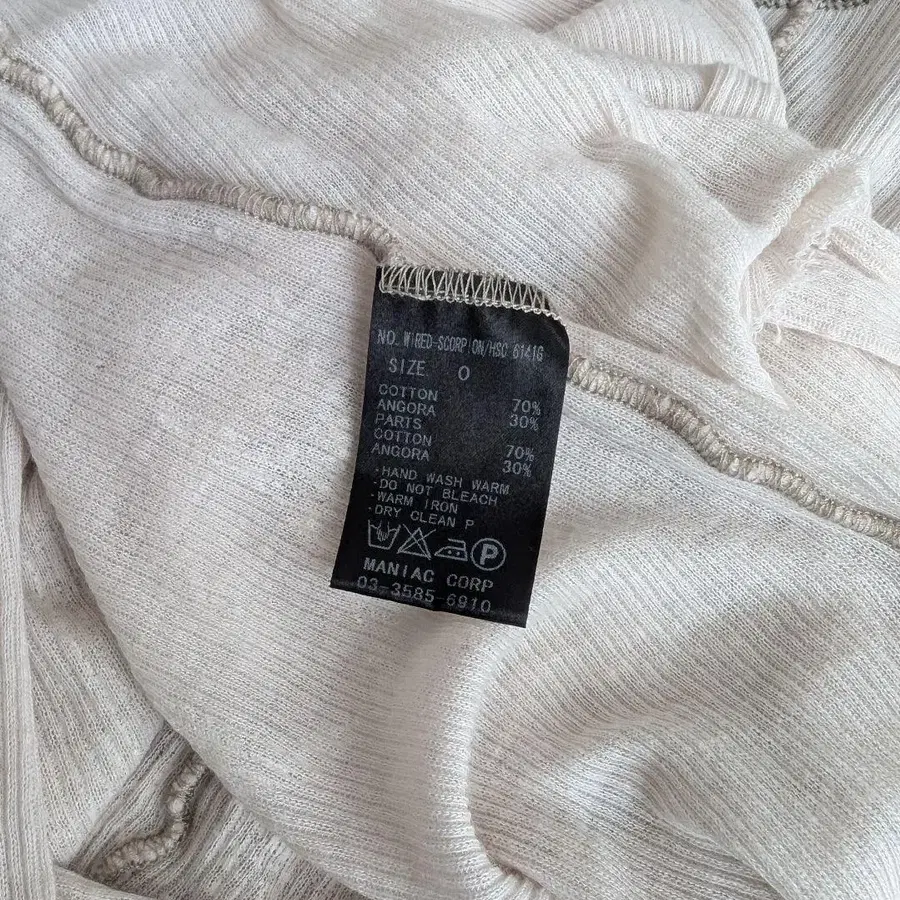 NO. WIRED-SCORPION/HSC 6141G
SIZE 0
COTTON 70%
ANGORA 30%
PARTS
COTTON 70%
ANGORA 30%
·HAND WASH WARM
·DO NOT BLEACH
·WARM IRON
·DRY CLEAN P
P
MANIAC CORP
03-3585-6910